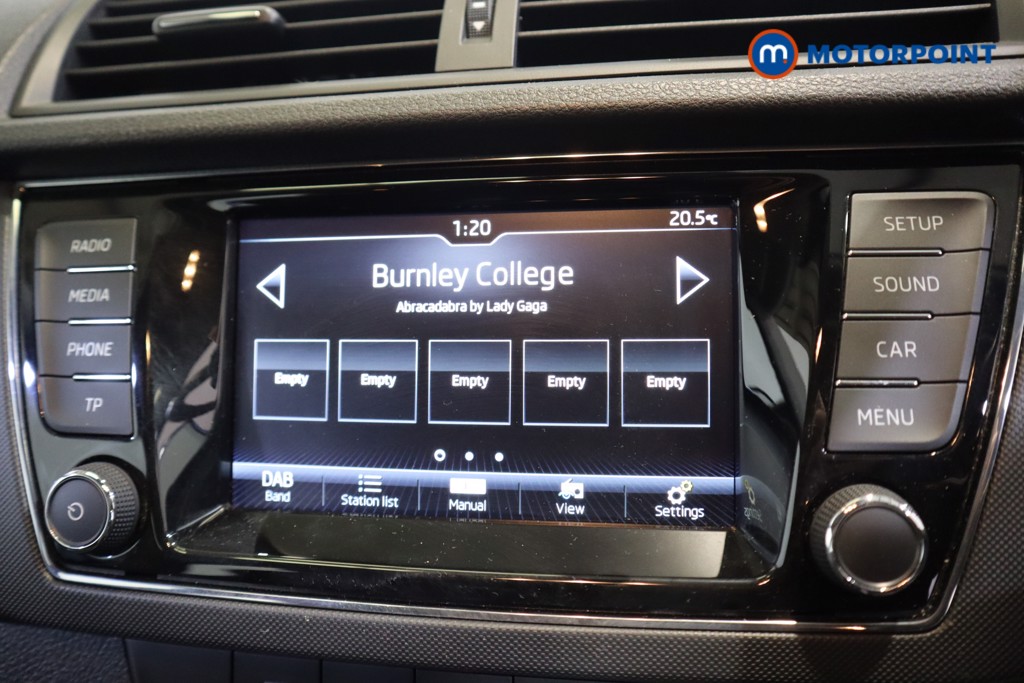 m.
MOTORPOINT
1:20
20.5°C
RADIO
MEDIA
PHONE
TP
Burnley College
Abracadabra by Lady Gaga
Empty Empty Empty Empty Empty
DAB
Band
Station list
Manual
View
Settings
SETUP
SOUND
CAR
MENU